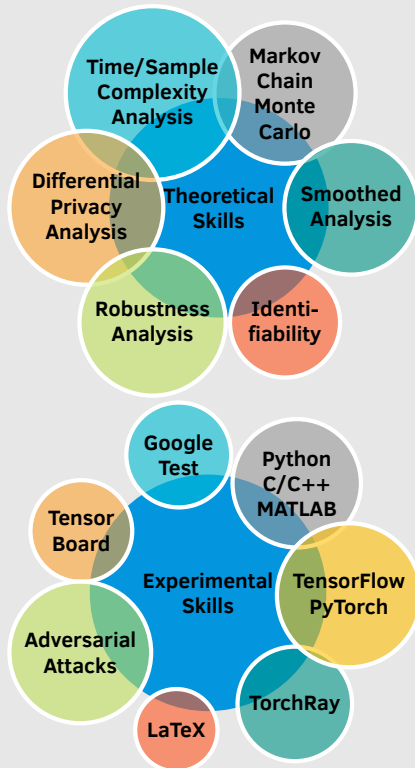 Time/Sample
Complexity
Analysis
Markov
Chain
Monte
Carlo
Differential
Privacy
Analysis
Theoretical
Skills
Smoothed
Analysis
Robustness
Analysis
Identi-
fiability
Google
Test
Python
C/C++
MATLAB
Tensor
Board
Experimental
Skills
TensorFlow
PyTorch
Adversarial
Attacks
TorchRay
LaTeX